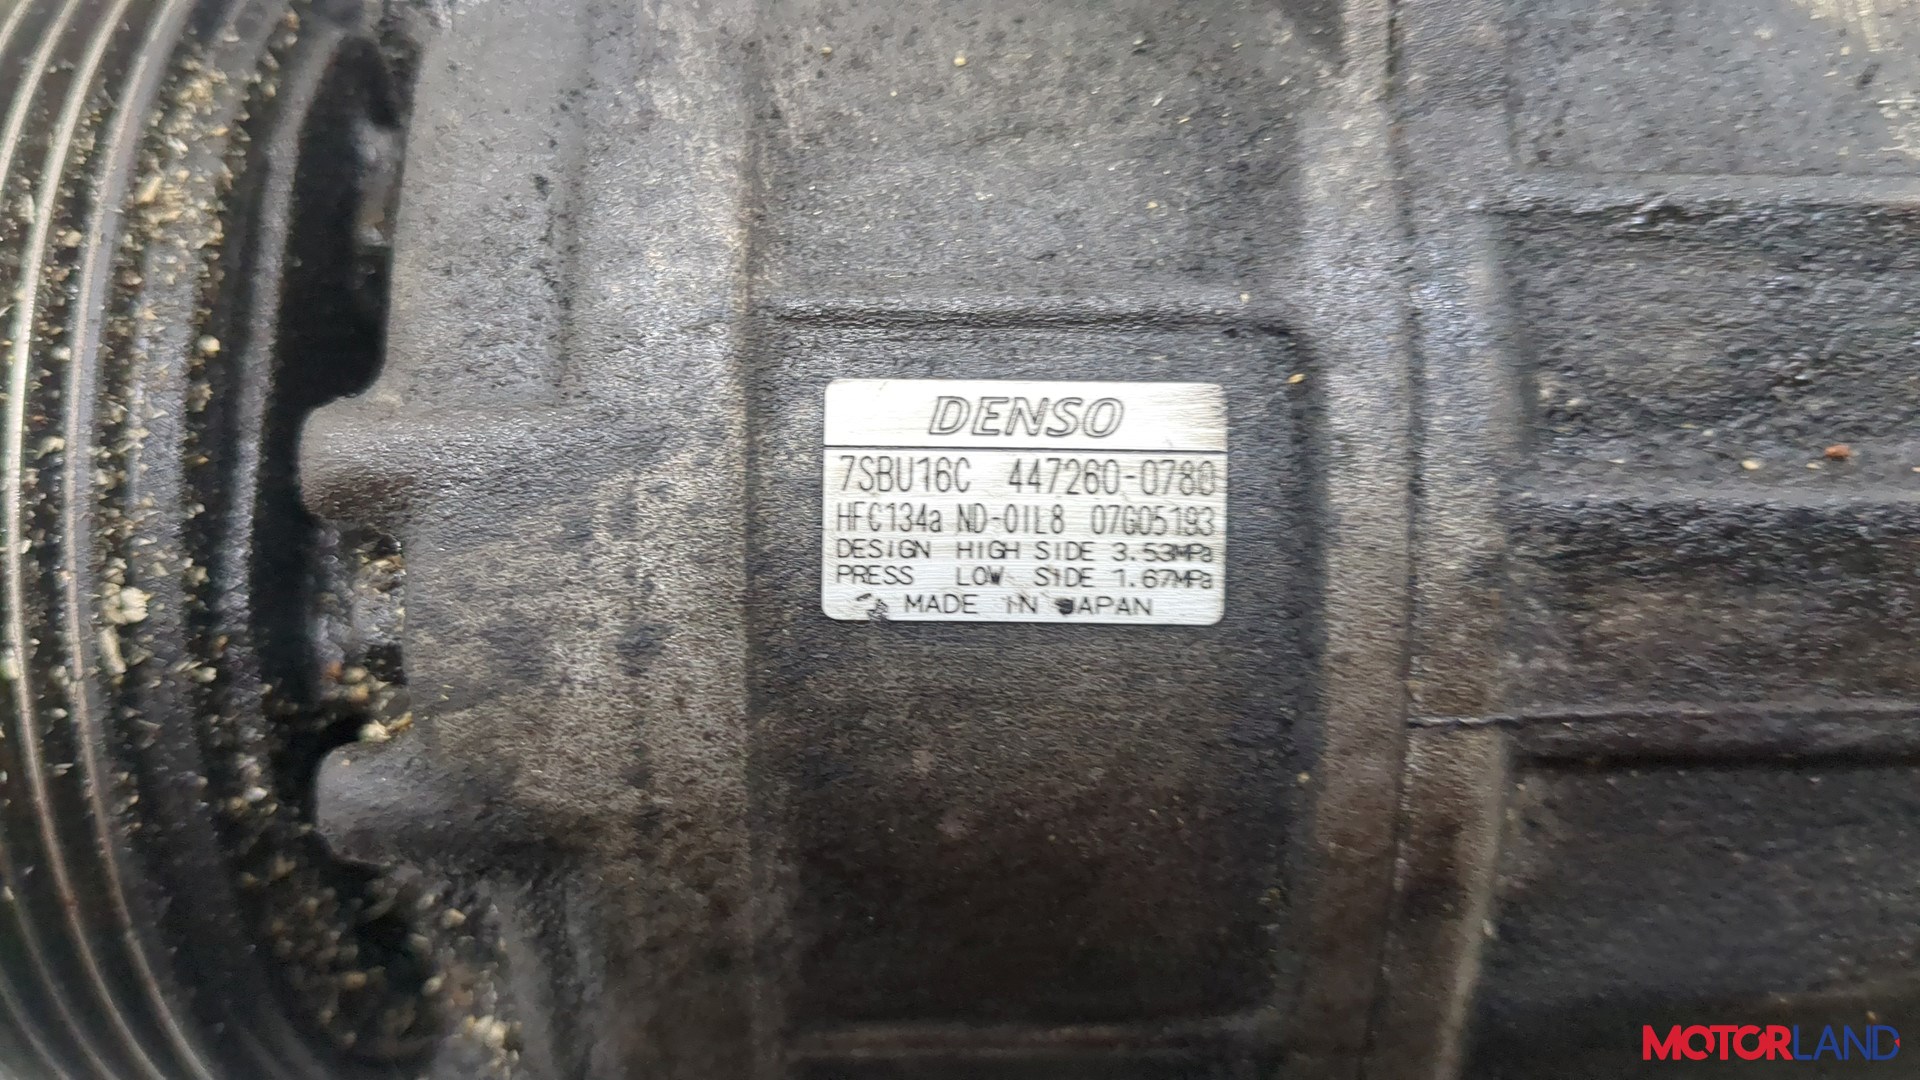 DENSO
7SBU16C 447260-0780
HFC134a ND-OIL8 07G05193
DESIGN HIGH SIDE 3.53MPa
PRESS LOW SIDE 1.67MPa
MADE IN JAPAN
MOTORLAND